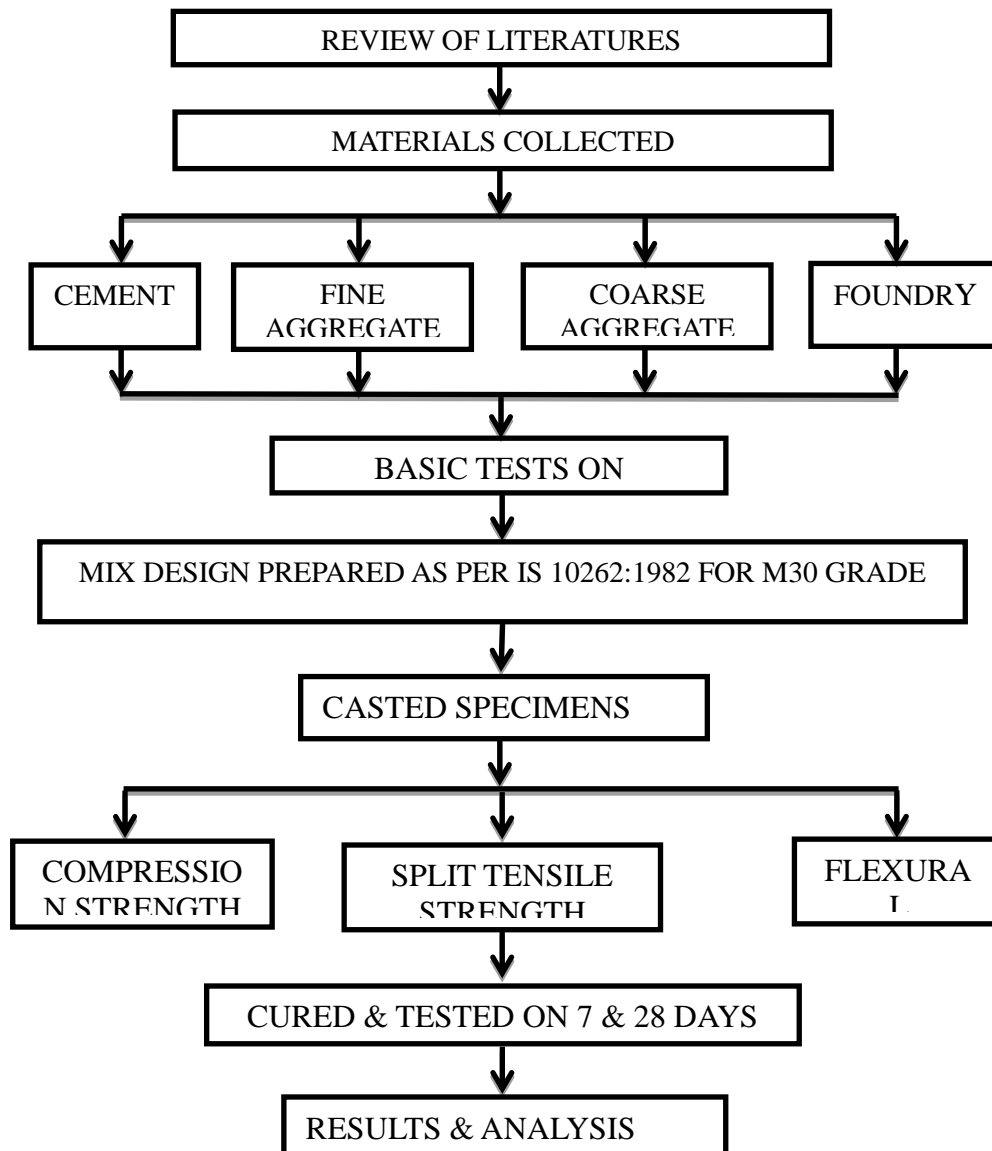 REVIEW OF LITERATURES
MATERIALS COLLECTED
CEMENT
FINE
AGGREGATE
COARSE
AGGREGATE
FOUNDRY
BASIC TESTS ON
MIX DESIGN PREPARED AS PER IS 10262:1982 FOR M30 GRADE
CASTED SPECIMENS
COMPRESSIO
N STRENGTH
SPLIT TENSILE
STRENGTH
FLEXURA
L
CURED & TESTED ON 7 & 28 DAYS
RESULTS & ANALYSIS